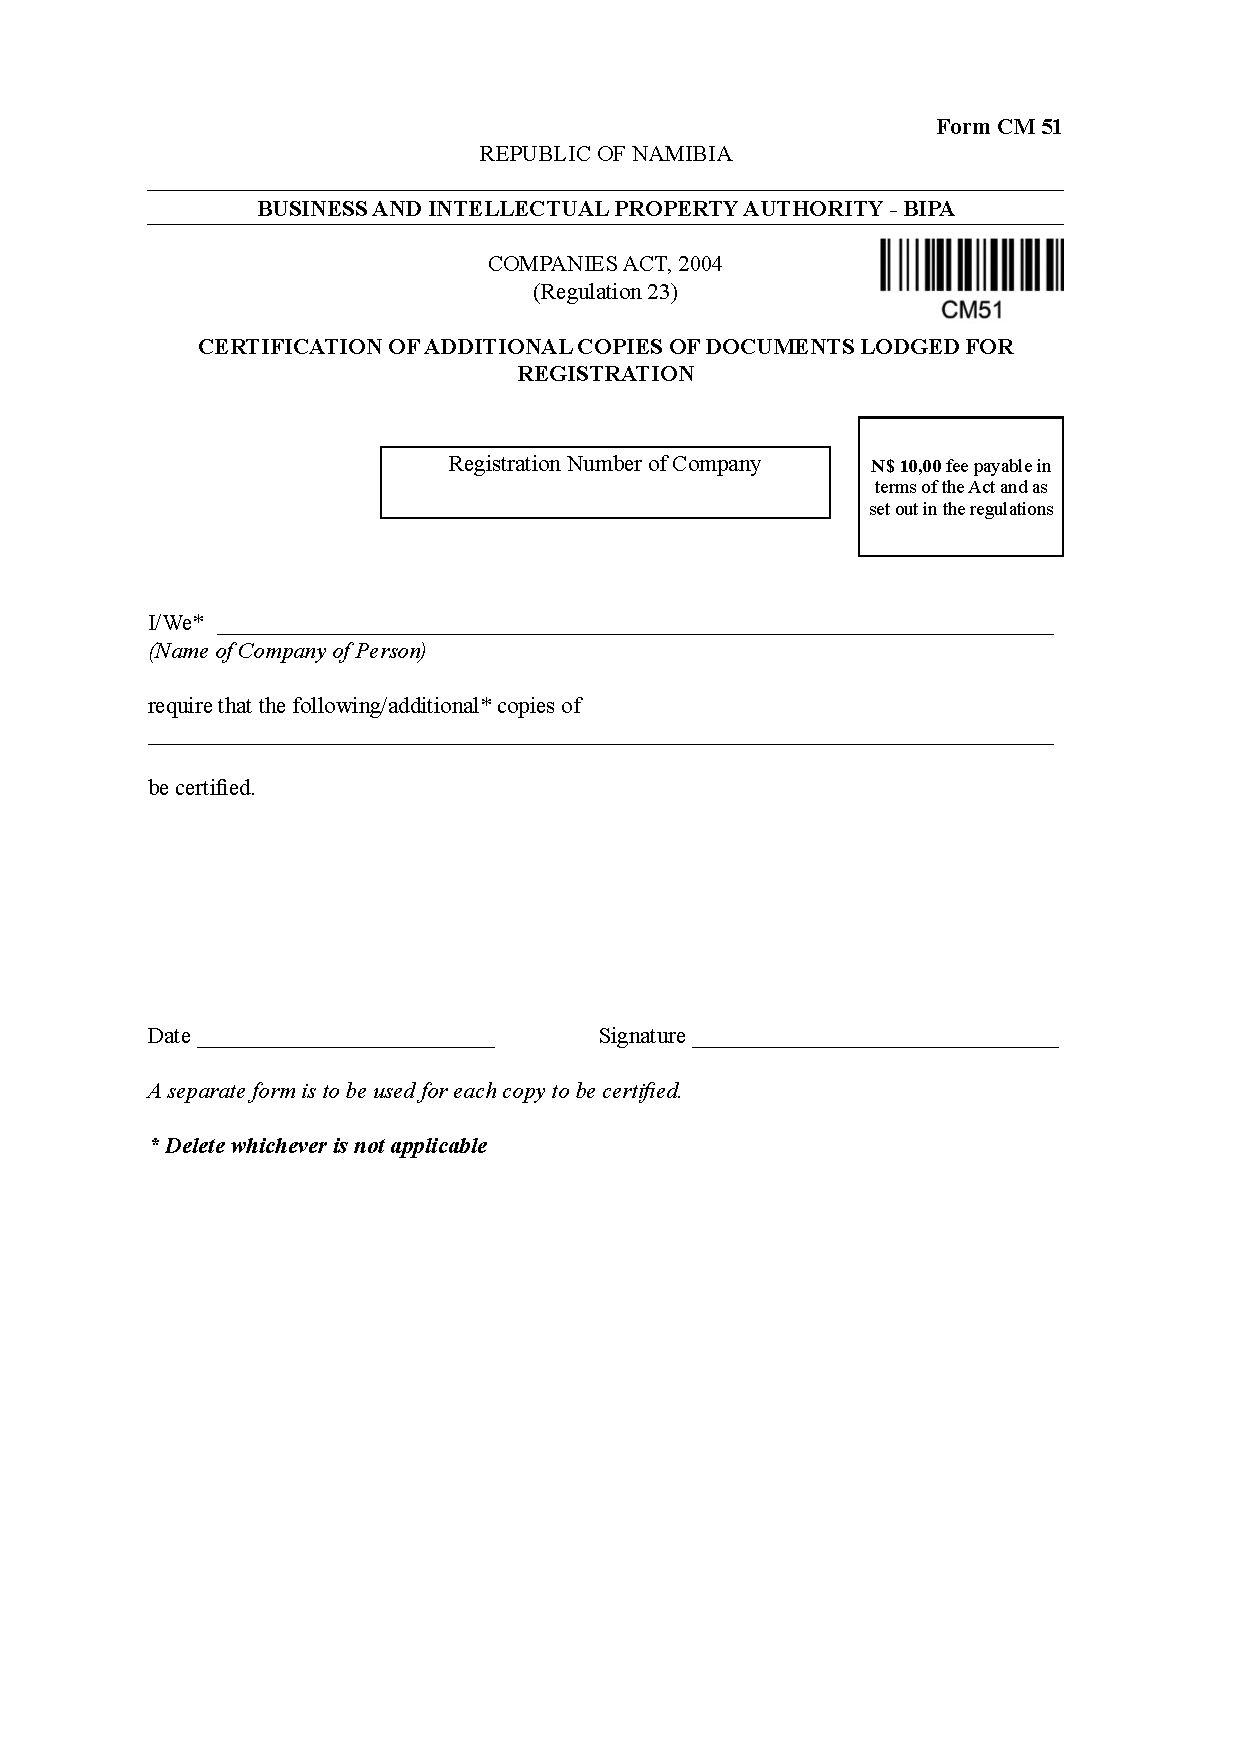 Form CM 51
REPUBLIC OF NAMIBIA
BUSINESS AND INTELLECTUAL PROPERTY AUTHORITY - BIPA
COMPANIES ACT, 2004
(Regulation 23)
CM51
CERTIFICATION OF ADDITIONAL COPIES OF DOCUMENTS LODGED FOR
REGISTRATION
Registration Number of Company
N$ 10,00 fee payable in
terms of the Act and as
set out in the regulations
I/We*
(Name of Company of Person)
require that the following/additional* copies of
be certified.
Date
Signature
A separate form is to be used for each copy to be certified.
* Delete whichever is not applicable